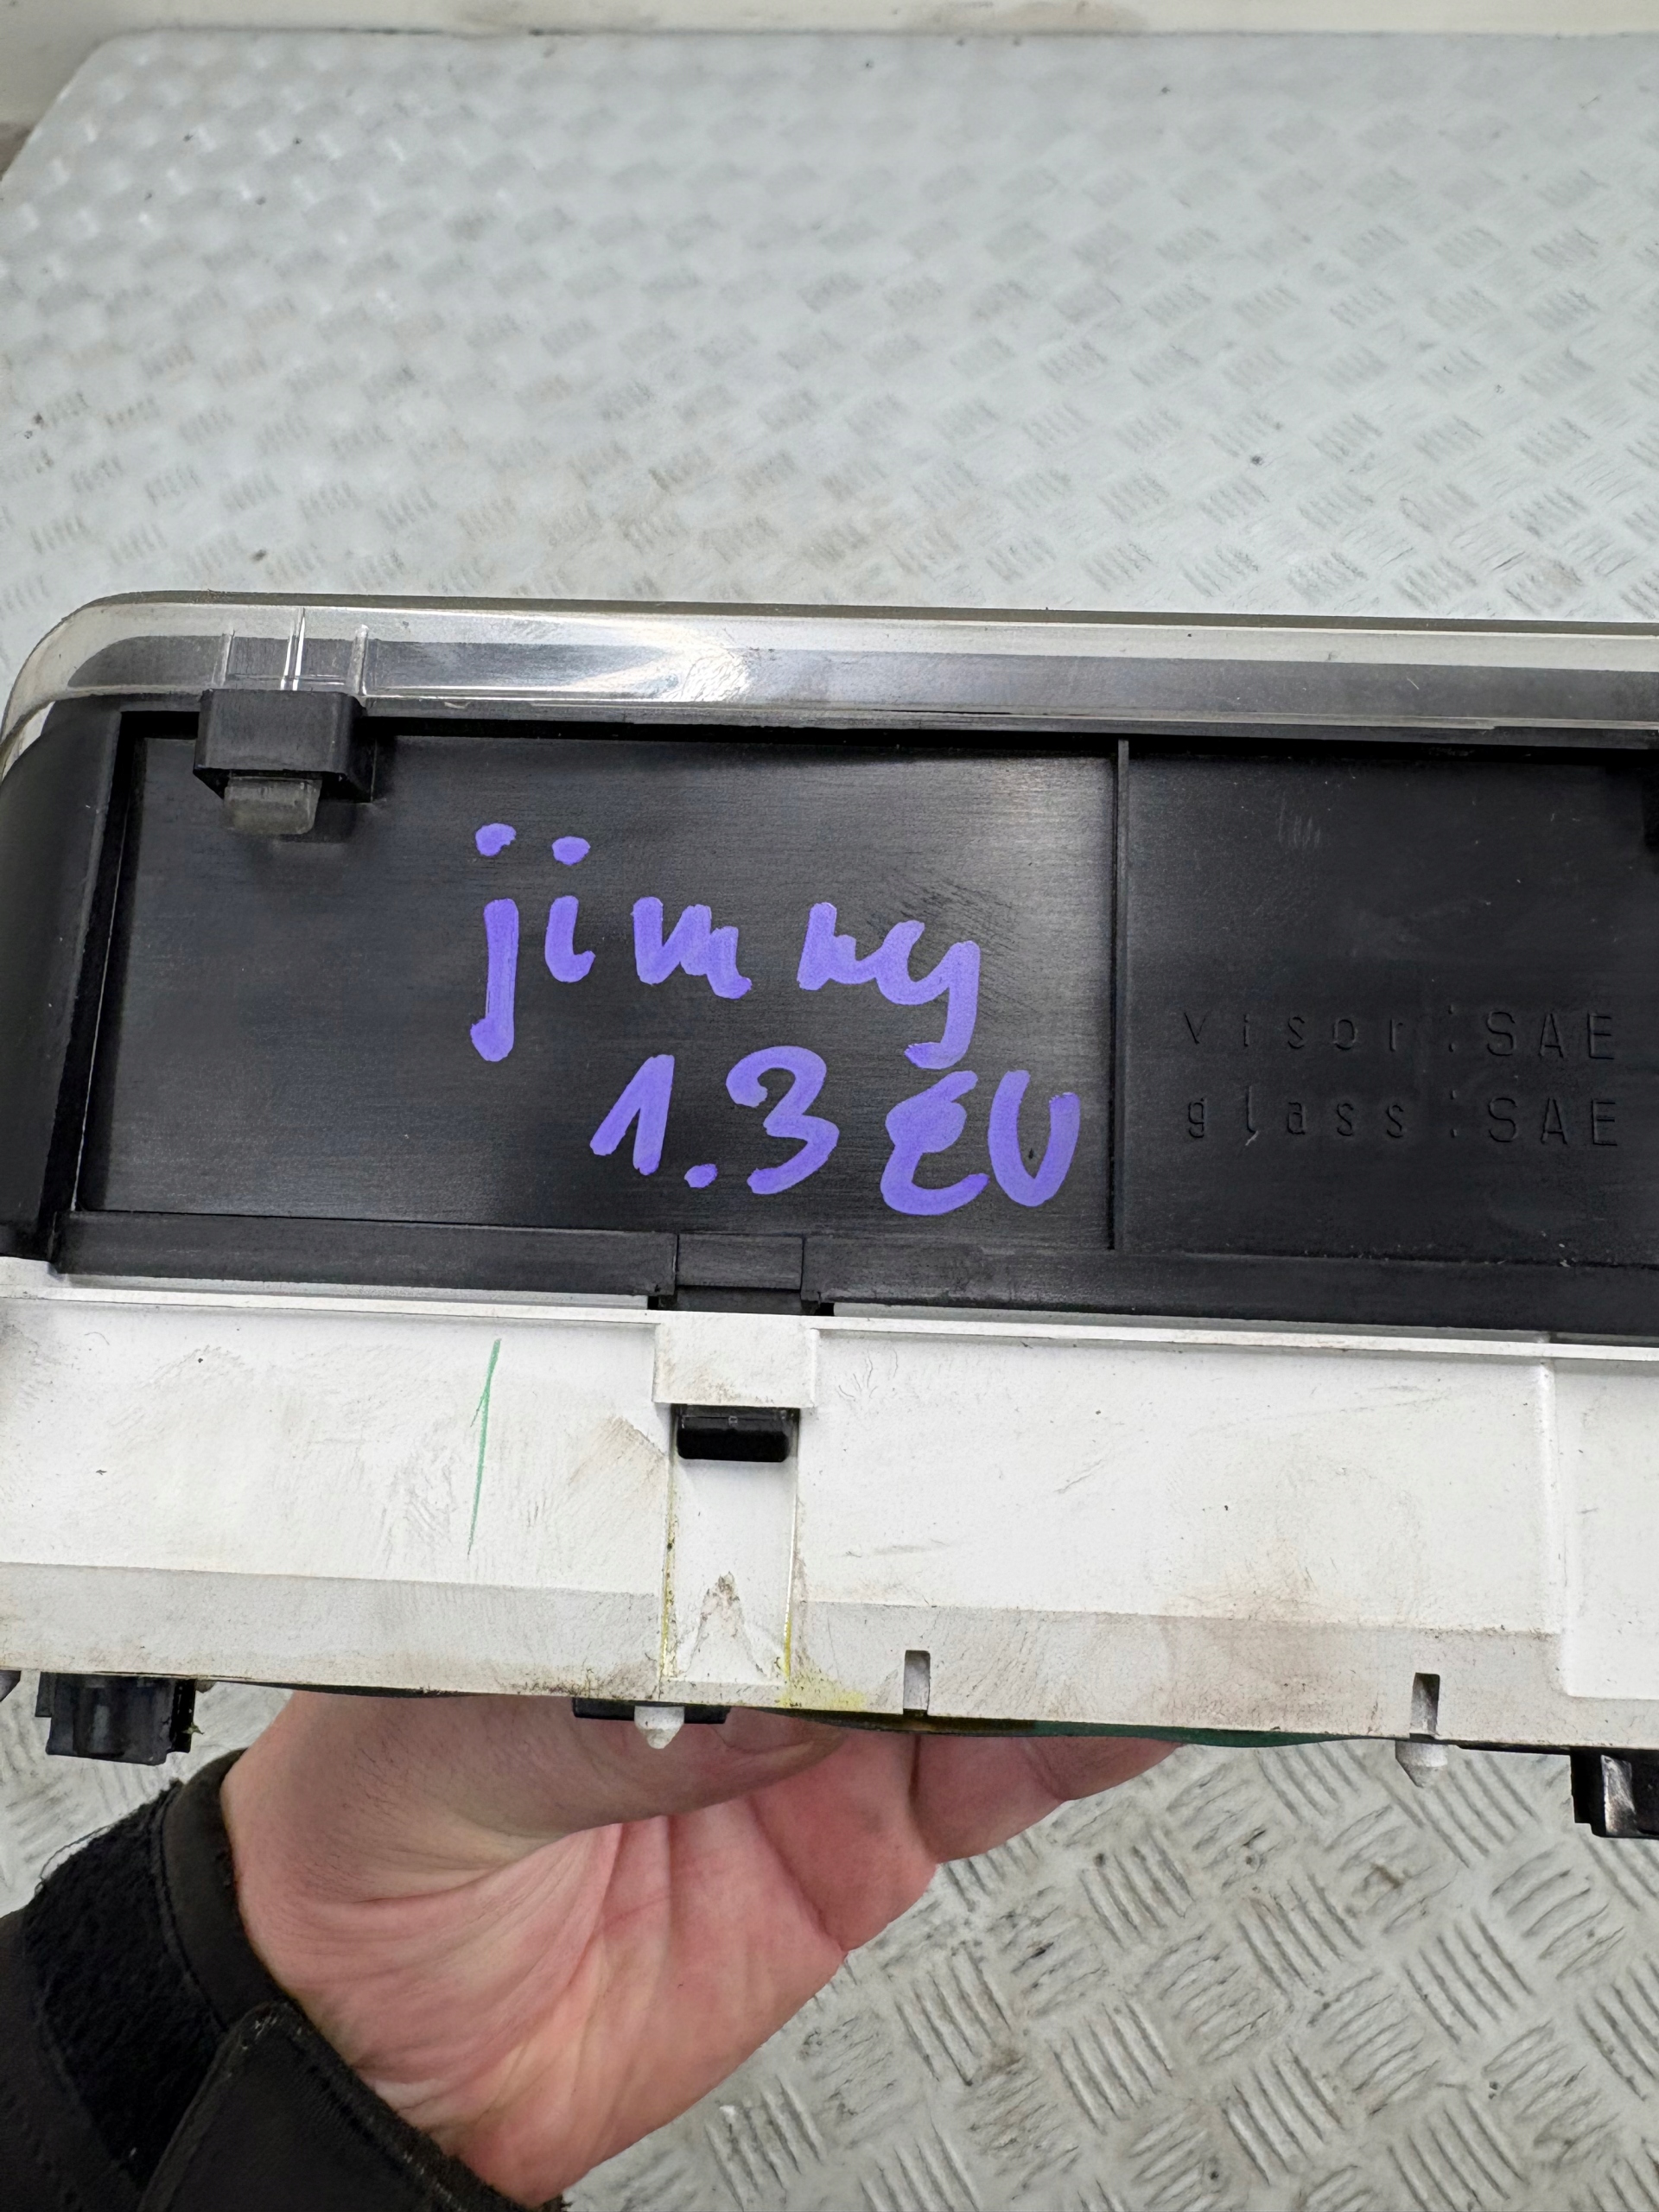 jimny
1.3 EU
visor:SAE
glass:SAE